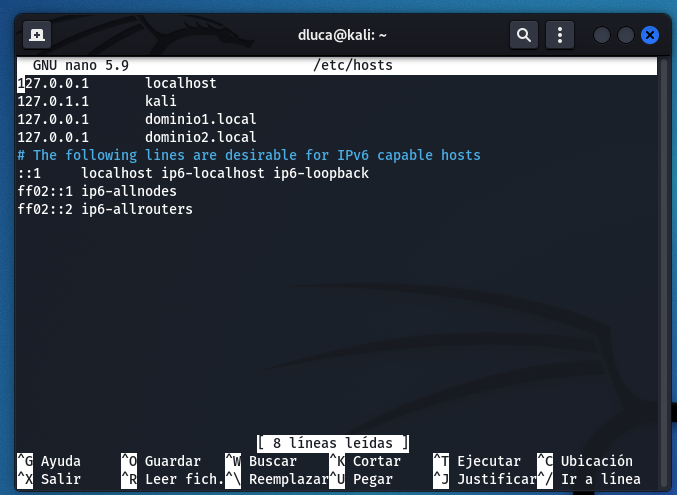 dluca@kali: ~
GNU nano 5.9 /etc/hosts
127.0.0.1 localhost
127.0.1.1 kali
127.0.0.1 dominio1.local
127.0.0.1 dominio2.local
# The following lines are desirable for IPv6 capable hosts
::1 localhost ip6-localhost ip6-loopback
ff02::1 ip6-allnodes
ff02::2 ip6-allrouters
[ 8 líneas leídas ]
^G Ayuda ^O Guardar ^W Buscar ^K Cortar ^T Ejecutar ^C Ubicación
^X Salir ^R Leer fich. ^\ Reemplazar ^U Pegar ^J Justificar ^/ Ir a línea